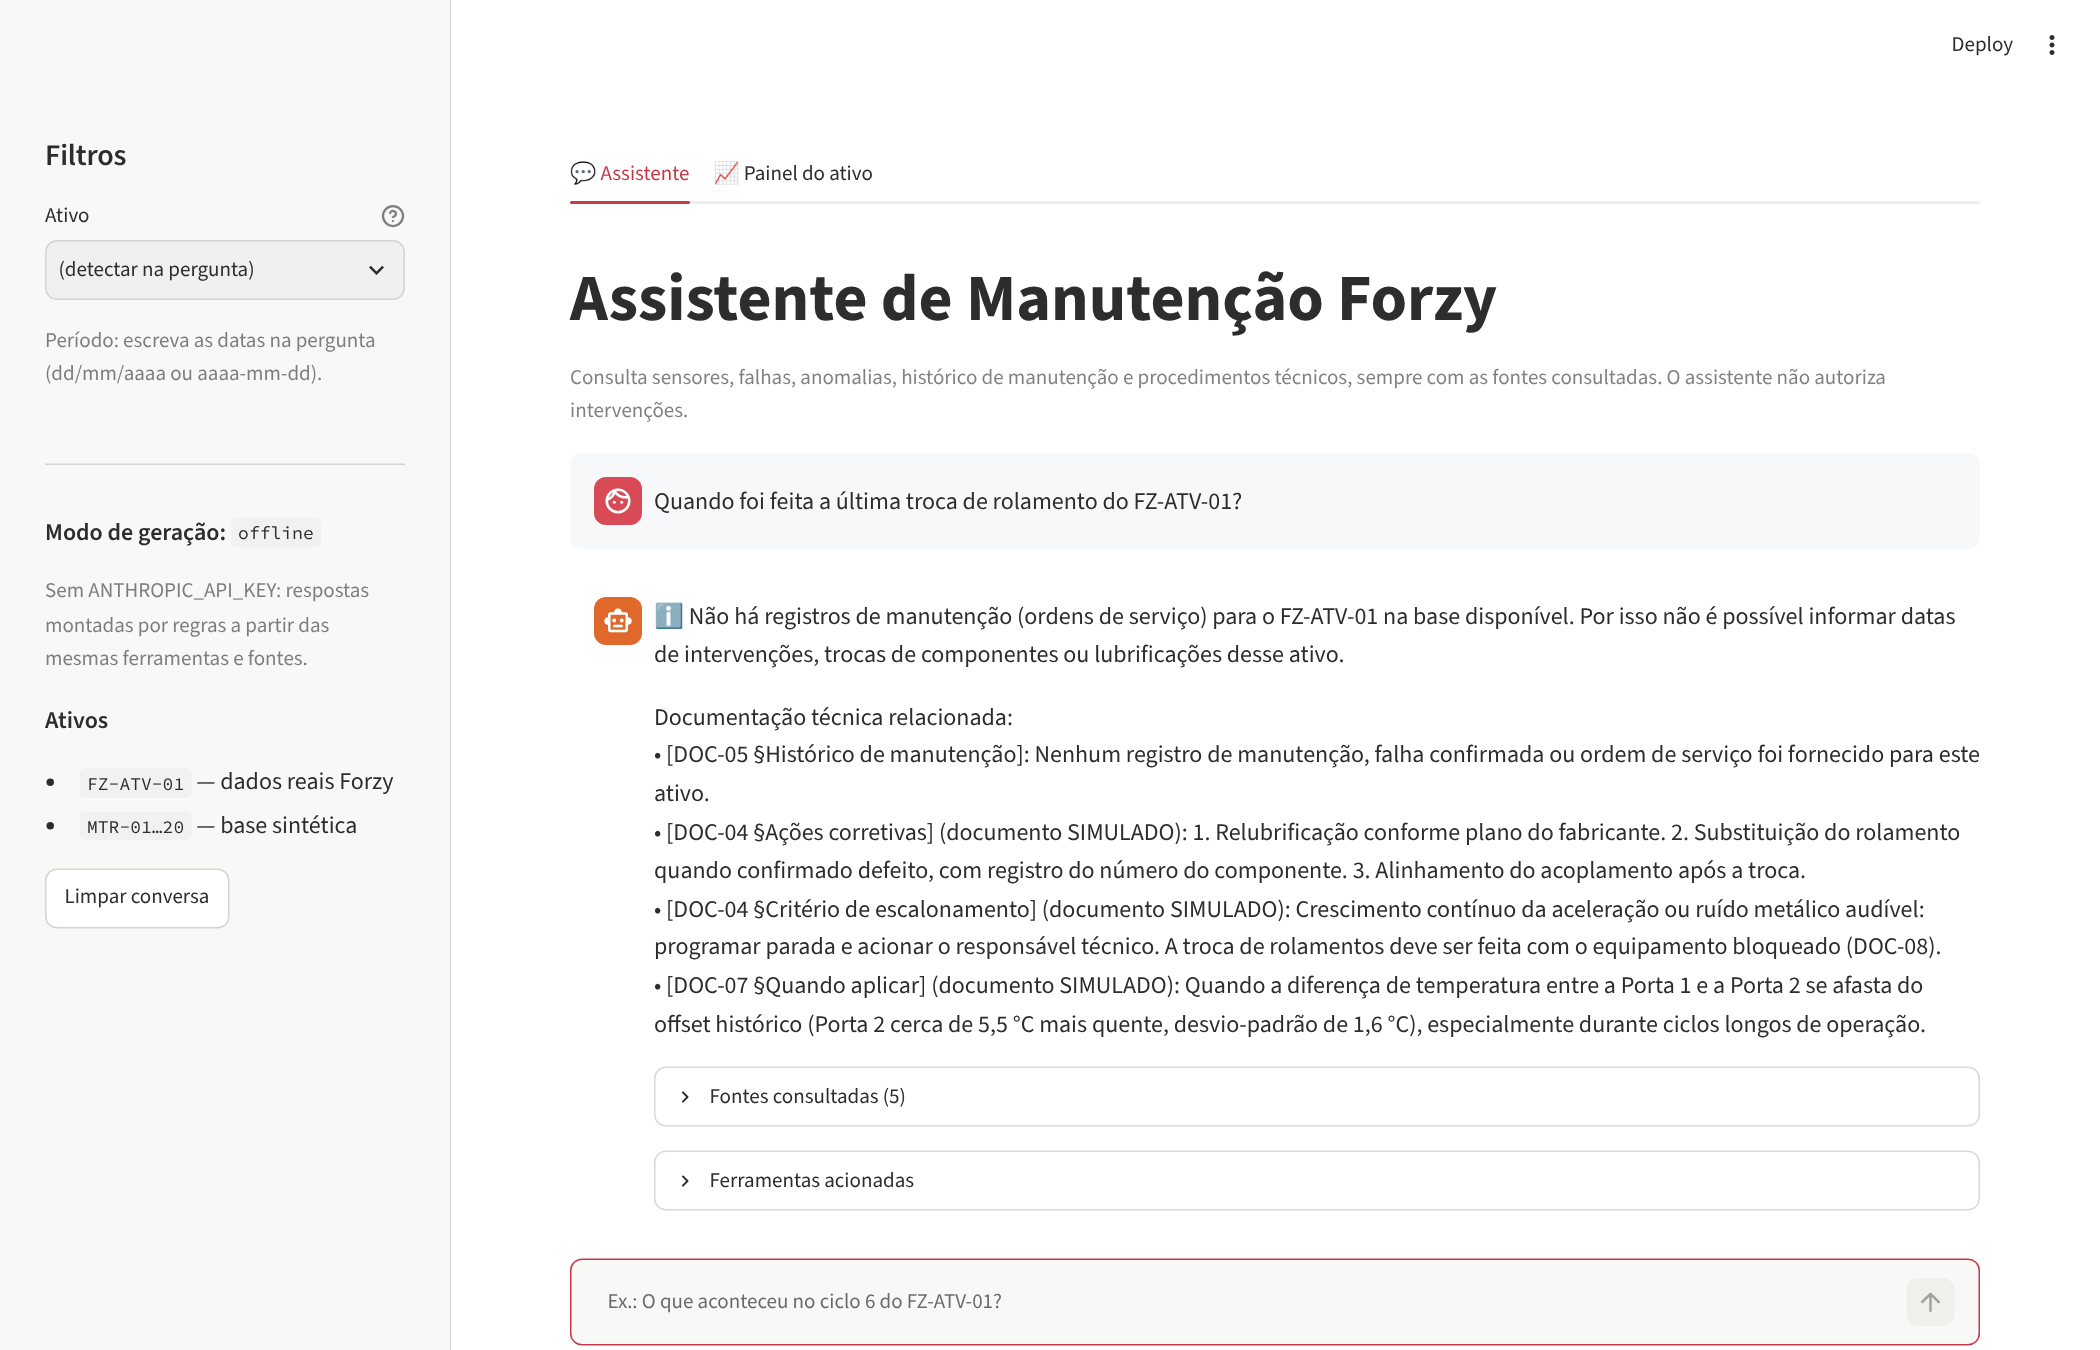 Deploy
Filtros
Ativo
(detectar na pergunta)
Período: escreva as datas na pergunta
(dd/mm/aaaa ou aaaa-mm-dd).
Modo de geração: offline
Sem ANTHROPIC_API_KEY: respostas
montadas por regras a partir das
mesmas ferramentas e fontes.
Ativos
• FZ-ATV-01 — dados reais Forzy
• MTR-01…20 — base sintética
Limpar conversa
💬 Assistente
📈 Painel do ativo
Assistente de Manutenção Forzy
Consulta sensores, falhas, anomalias, histórico de manutenção e procedimentos técnicos, sempre com as fontes consultadas. O assistente não autoriza
intervenções.
Quando foi feita a última troca de rolamento do FZ-ATV-01?
ℹ️ Não há registros de manutenção (ordens de serviço) para o FZ-ATV-01 na base disponível. Por isso não é possível informar datas
de intervenções, trocas de componentes ou lubrificações desse ativo.
Documentação técnica relacionada:
• [DOC-05 §Histórico de manutenção]: Nenhum registro de manutenção, falha confirmada ou ordem de serviço foi fornecido para este
ativo.
• [DOC-04 §Ações corretivas] (documento SIMULADO): 1. Relubrificação conforme plano do fabricante. 2. Substituição do rolamento
quando confirmado defeito, com registro do número do componente. 3. Alinhamento do acoplamento após a troca.
• [DOC-04 §Critério de escalonamento] (documento SIMULADO): Crescimento contínuo da aceleração ou ruído metálico audível:
programar parada e acionar o responsável técnico. A troca de rolamentos deve ser feita com o equipamento bloqueado (DOC-08).
• [DOC-07 §Quando aplicar] (documento SIMULADO): Quando a diferença de temperatura entre a Porta 1 e a Porta 2 se afasta do
offset histórico (Porta 2 cerca de 5,5 °C mais quente, desvio-padrão de 1,6 °C), especialmente durante ciclos longos de operação.
Fontes consultadas (5)
Ferramentas acionadas
Ex.: O que aconteceu no ciclo 6 do FZ-ATV-01?